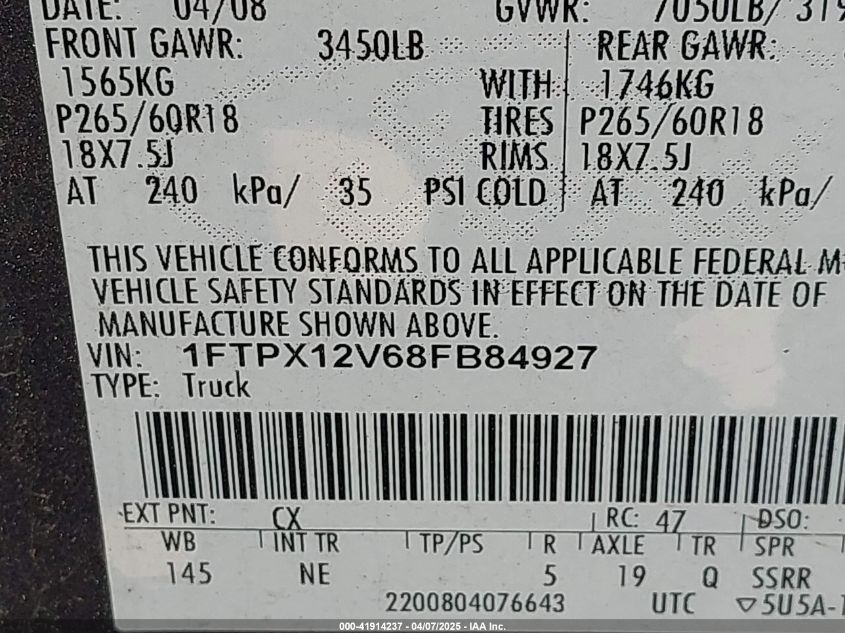 DATE: 04/08 GVWR: 7050LB/ 319
FRONT GAWR: 3450LB REAR GAWR:
1565KG WITH 1746KG
P265/60R18 TIRES P265/60R18
18X7.5J RIMS 18X7.5J
AT 240 kPa/ 35 PSI COLD AT 240 kPa/
THIS VEHICLE CONFORMS TO ALL APPLICABLE FEDERAL M
VEHICLE SAFETY STANDARDS IN EFFECT ON THE DATE OF
MANUFACTURE SHOWN ABOVE.
VIN: 1FTPX12V68FB84927
TYPE: Truck
EXT PNT: CX RC: 47 DSO:
WB INT TR TP/PS R AXLE TR SPR
145 NE 5 19 Q SSRR
2200804076643 UTC ▽5U5A-1
000-41914237 - 04/07/2025 - IAA Inc.